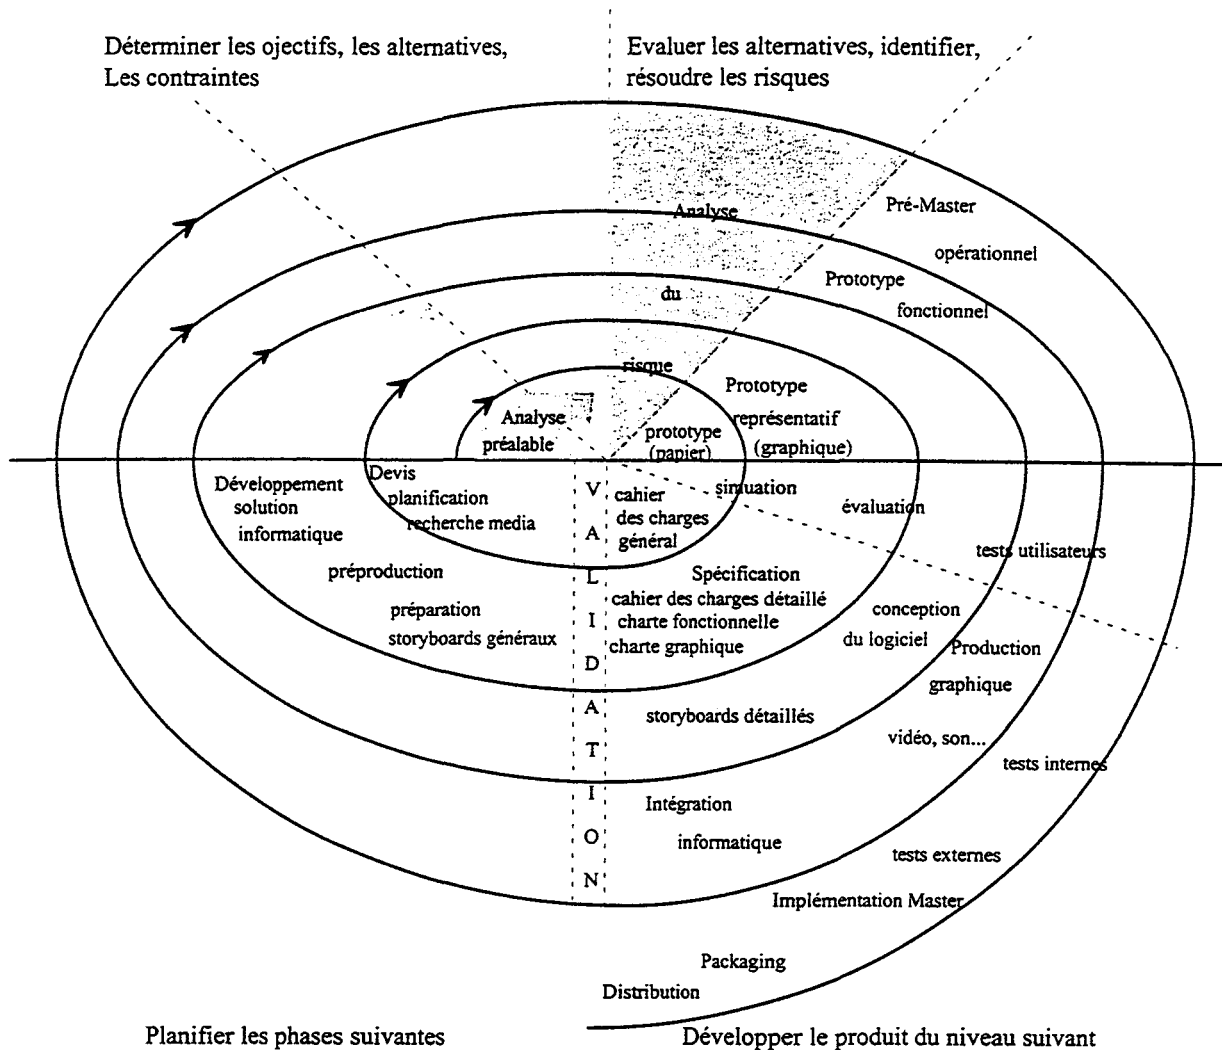 Déterminer les ojectifs, les alternatives,
Les contraintes
Evaluer les alternatives, identifier,
résoudre les risques
Analyse
du
risque
Pré-Master
opérationnel
Prototype
fonctionnel
Prototype
représentatif
(graphique)
prototype
(papier)
Analyse
préalable
Devis
planification
recherche media
Développement
solution
informatique
préproduction
préparation
storyboards généraux
V
A
L
I
D
A
T
I
O
N
cahier
des charges
général
simuation
évaluation
tests utilisateurs
Spécification
cahier des charges détaillé
charte fonctionnelle
charte graphique
conception
du logiciel
Production
graphique
vidéo, son...
storyboards détaillés
tests internes
Intégration
informatique
tests externes
Implémentation Master
Packaging
Distribution
Planifier les phases suivantes
Développer le produit du niveau suivant